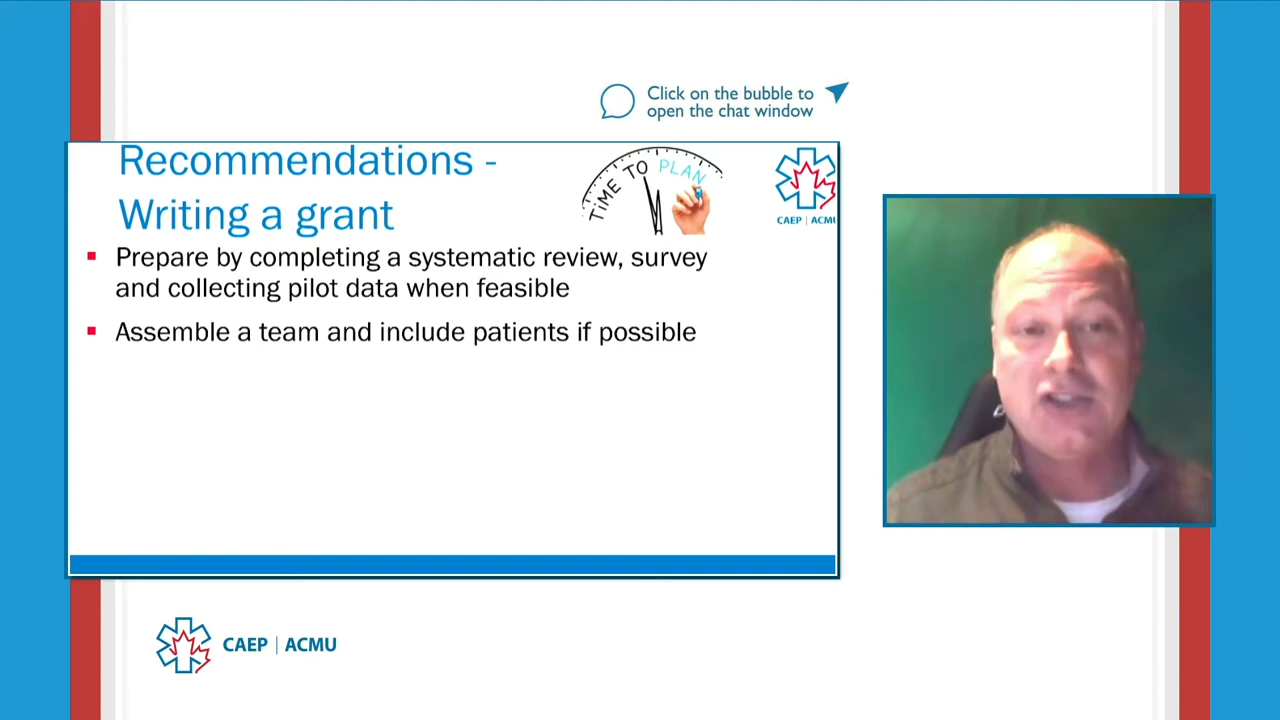 Click on the bubble to
open the chat window
Recommendations -
Writing a grant
TIME TO PLAN
CAEP | ACMU
▪ Prepare by completing a systematic review, survey
and collecting pilot data when feasible
▪ Assemble a team and include patients if possible
CAEP | ACMU